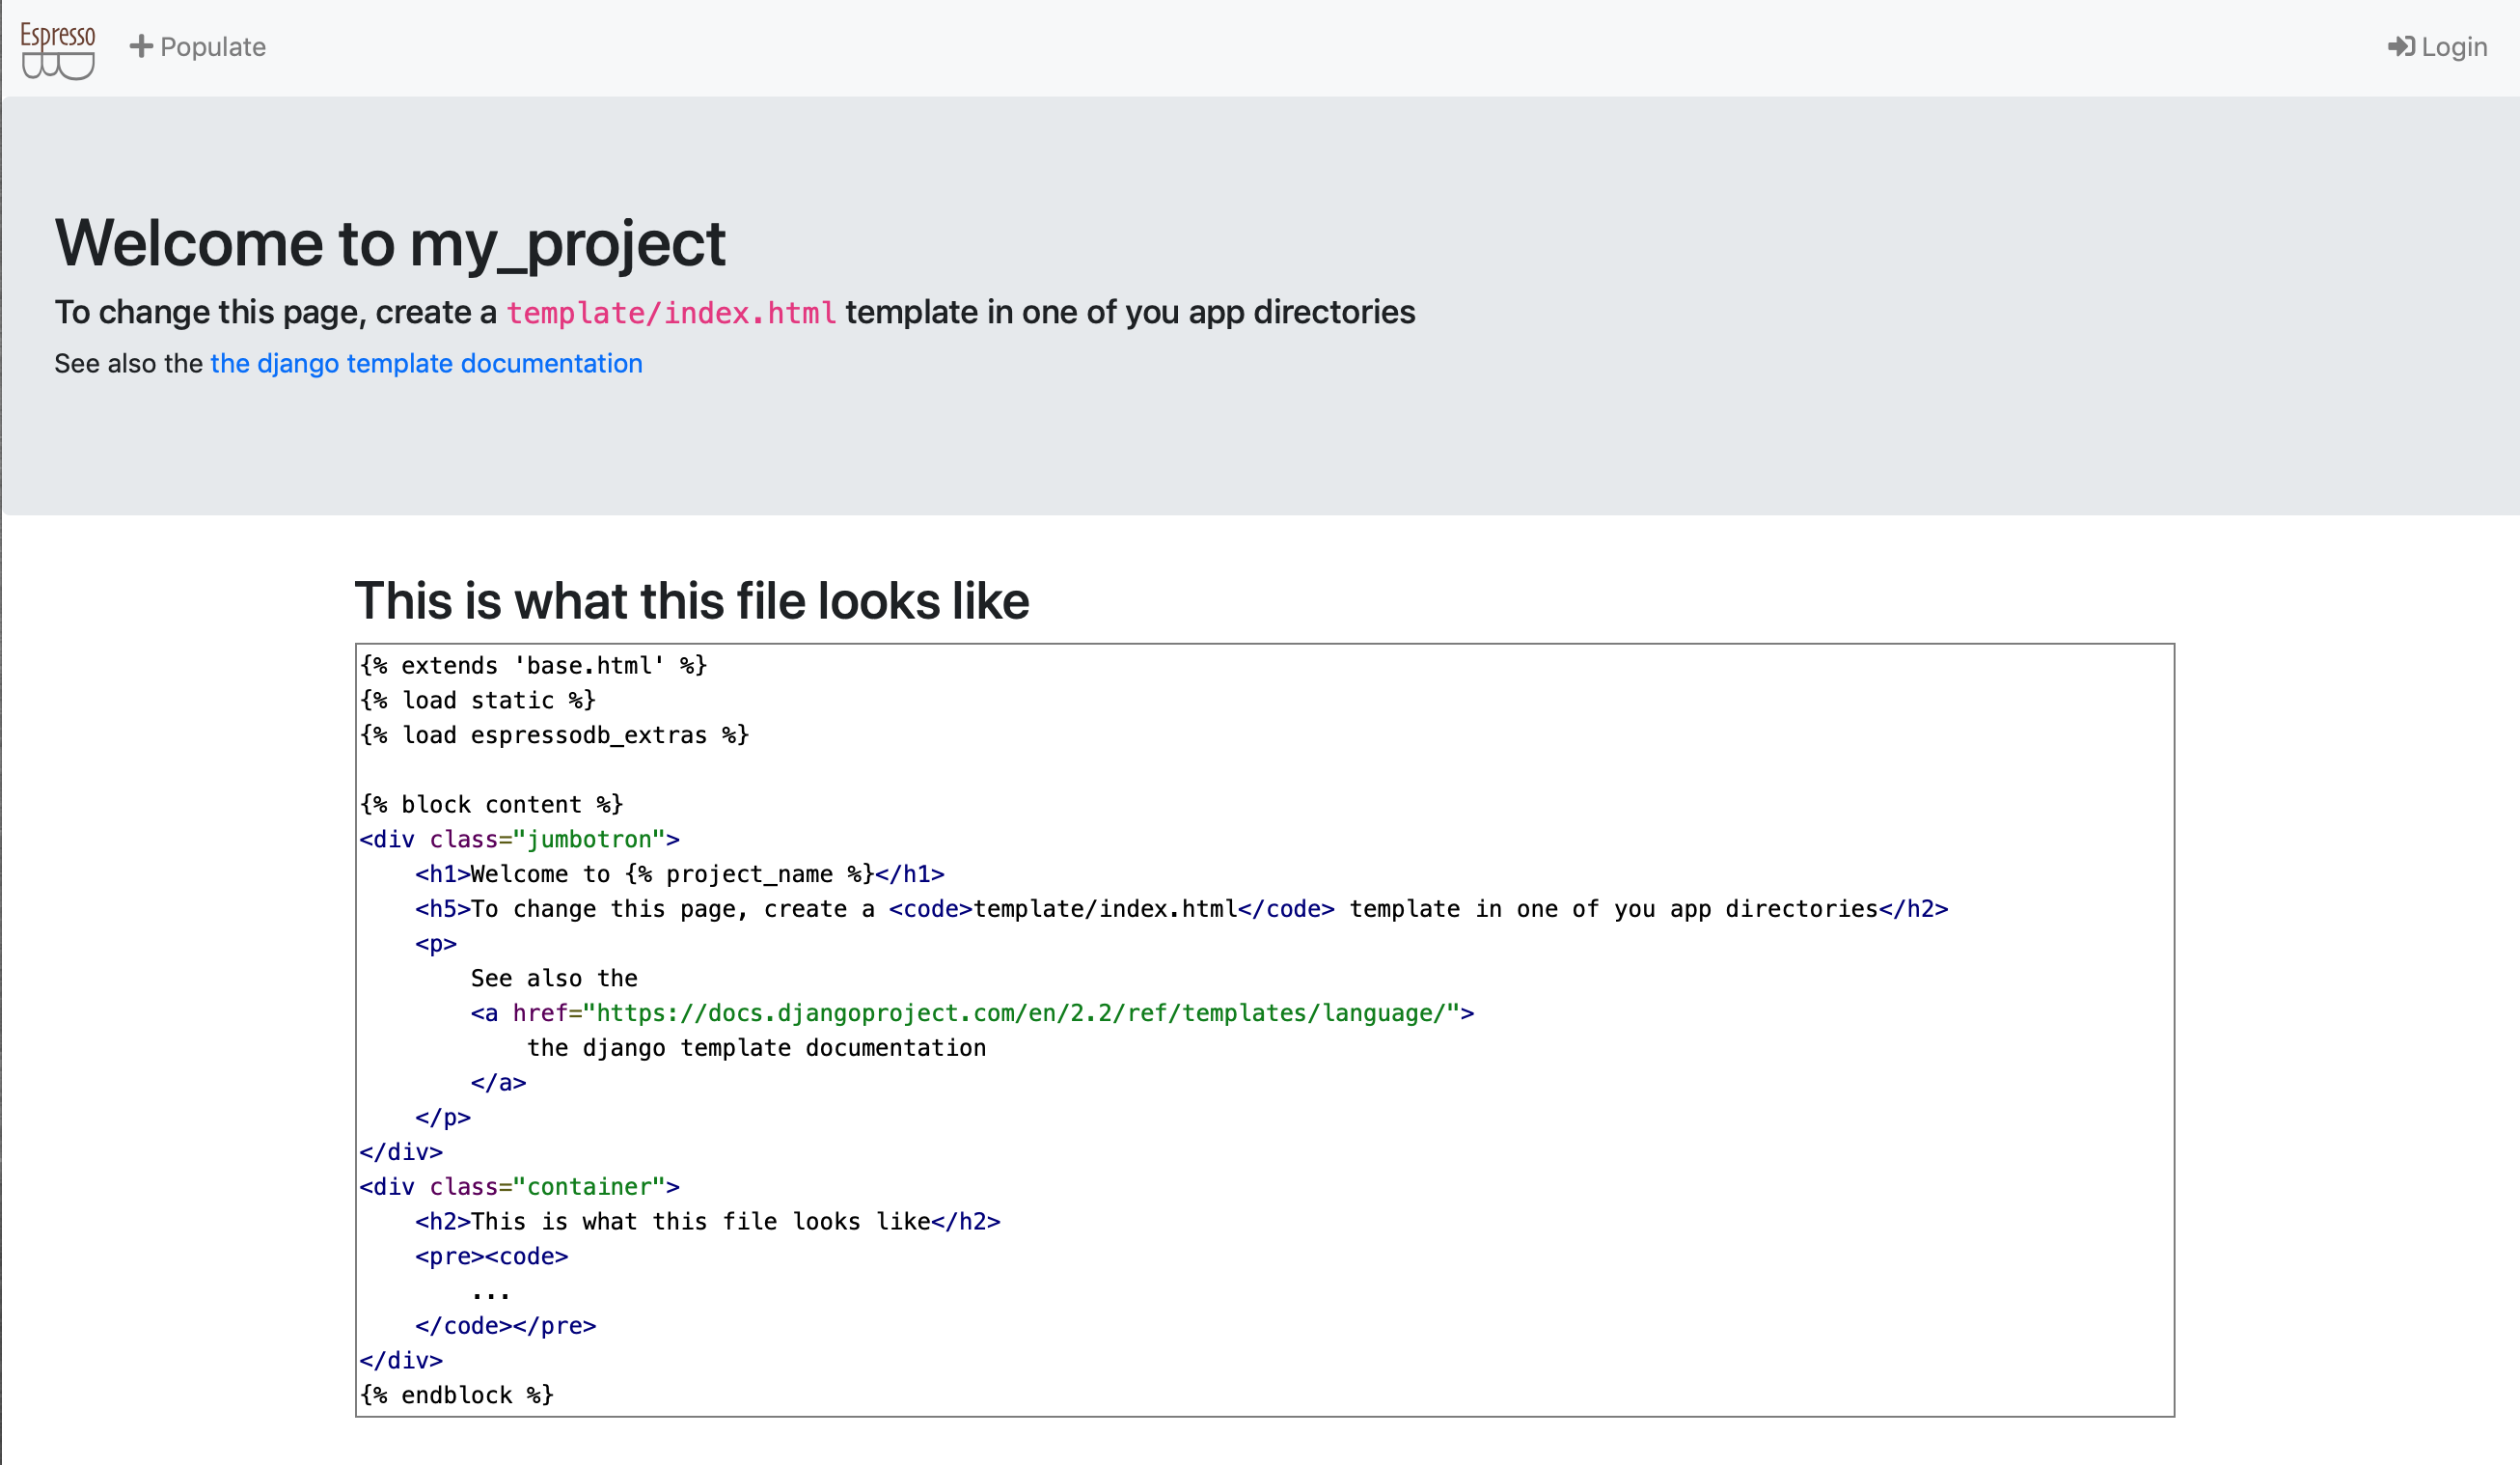 Espresso
DB
Populate
Login
Welcome to my_project
To change this page, create a template/index.html template in one of you app directories
See also the the django template documentation
This is what this file looks like
{% extends 'base.html' %}
{% load static %}
{% load espressodb_extras %}
{% block content %}
<div class="jumbotron">
    <h1>Welcome to {% project_name %}</h1>
    <h5>To change this page, create a <code>template/index.html</code> template in one of you app directories</h2>
    <p>
        See also the
        <a href="https://docs.djangoproject.com/en/2.2/ref/templates/language/">
            the django template documentation
        </a>
    </p>
</div>
<div class="container">
    <h2>This is what this file looks like</h2>
    <pre><code>
        ...
    </code></pre>
</div>
{% endblock %}